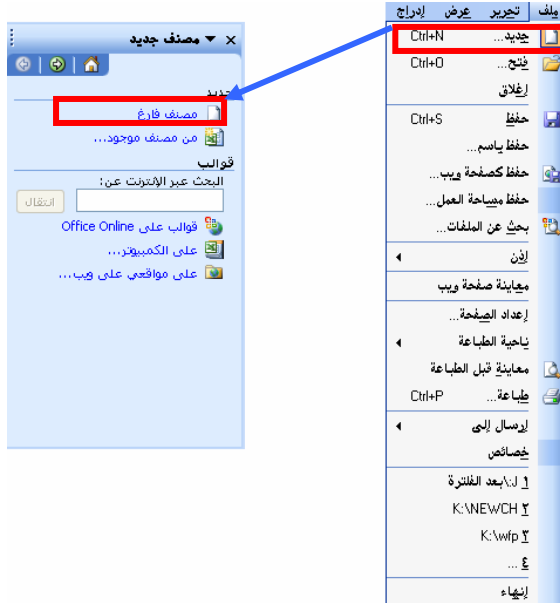 ملف تحرير عرض إدراج
جديد... Ctrl+N
فتح... Ctrl+O
إغلاق
حفظ Ctrl+S
حفظ باسم...
حفظ كصفحة ويب...
حفظ مساحة العمل...
بحث عن الملفات...
إذن
معاينة صفحة ويب
إعداد الصفحة...
ناحية الطباعة
معاينة قبل الطباعة
طباعة... Ctrl+P
إرسال إلى
خصائص
١ J:\بعد الفلترة
٢ K:\NEWCH
٣ K:\wfp
٤ ...
إنهاء
مصنف جديد
جديد
مصنف فارغ
من مصنف موجود...
قوالب
البحث عبر الإنترنت عن:
انتقال
قوالب على Office Online
على الكمبيوتر...
على مواقعي على ويب...